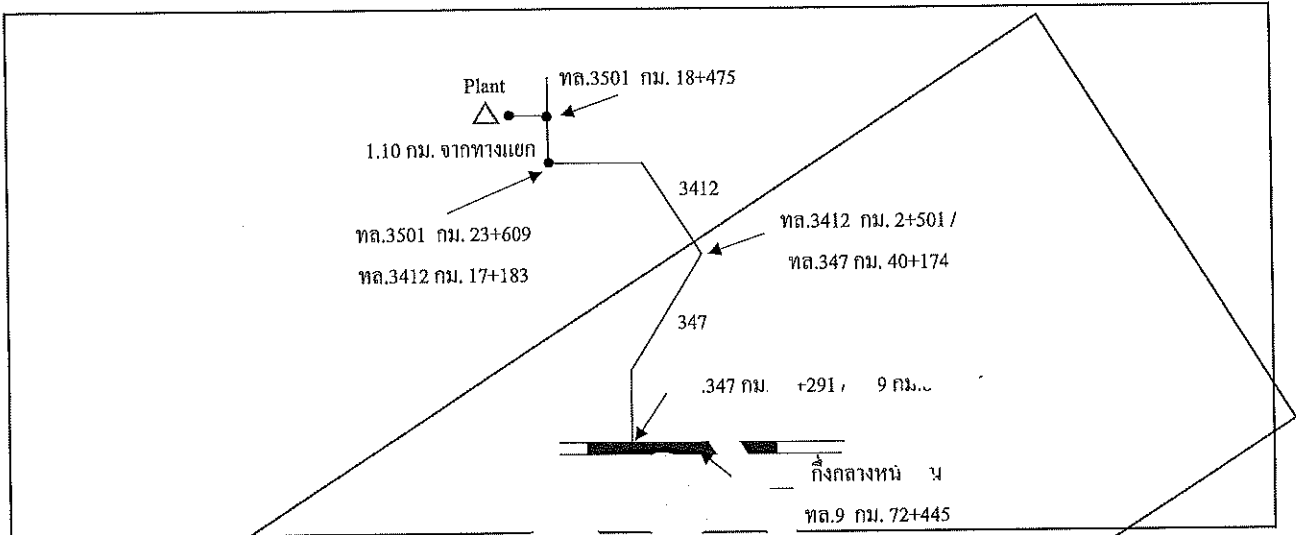 Plant
ทล.3501 กม. 18+475
1.10 กม. จากทางแยก
3412
ทล.3501 กม. 23+609
ทล.3412 กม. 17+183
ทล.3412 กม. 2+501 /
ทล.347 กม. 40+174
347
.347 กม. +291 / 9 กม.
กึ่งกลาง
ทล.9 กม. 72+445